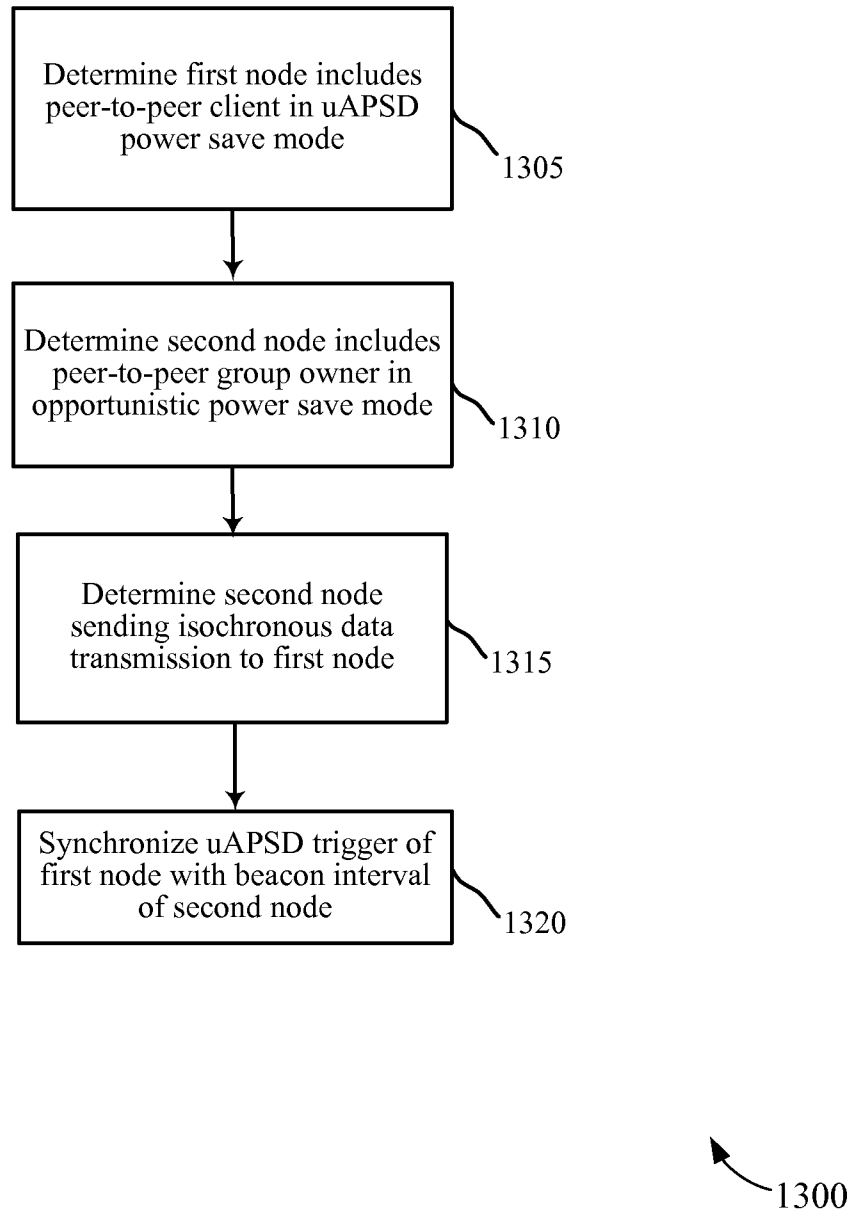 Determine first node includes
peer-to-peer client in uAPSD
power save mode
1305
Determine second node includes
peer-to-peer group owner in
opportunistic power save mode
1310
Determine second node
sending isochronous data
transmission to first node
1315
Synchronize uAPSD trigger of
first node with beacon interval
of second node
1320
1300